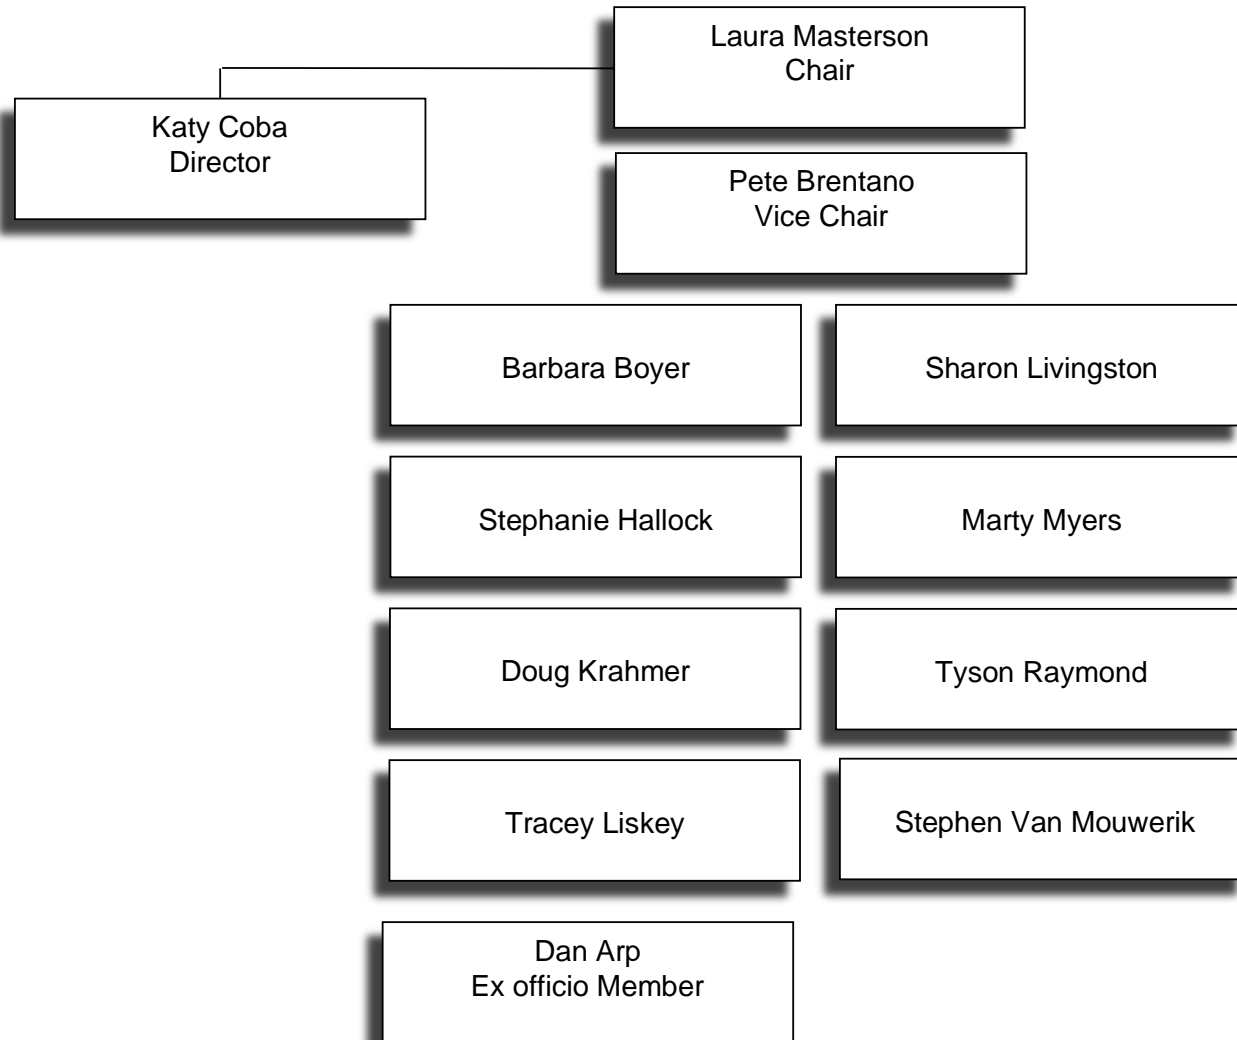 Laura Masterson
Chair
Katy Coba
Director
Pete Brentano
Vice Chair
Barbara Boyer
Sharon Livingston
Stephanie Hallock
Marty Myers
Doug Krahmer
Tyson Raymond
Tracey Liskey
Stephen Van Mouwerik
Dan Arp
Ex officio Member